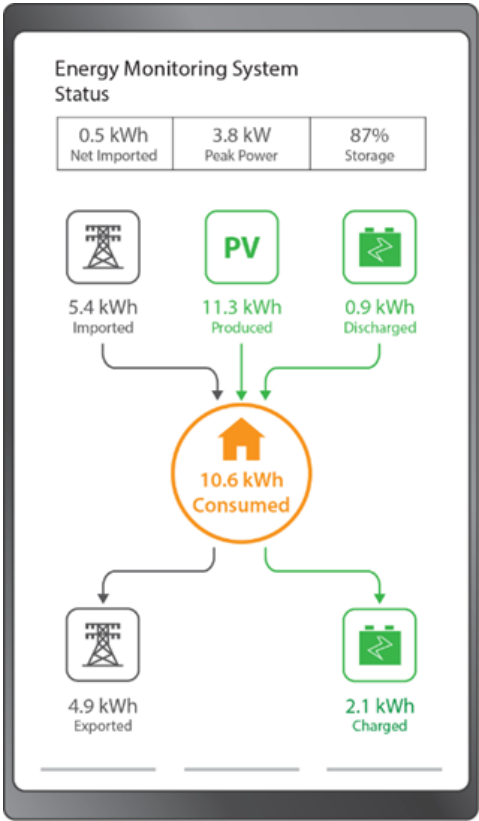 Energy Monitoring System
Status
0.5 kWh
Net Imported
3.8 kW
Peak Power
87%
Storage
PV
5.4 kWh
Imported
11.3 kWh
Produced
0.9 kWh
Discharged
10.6 kWh
Consumed
4.9 kWh
Exported
2.1 kWh
Charged